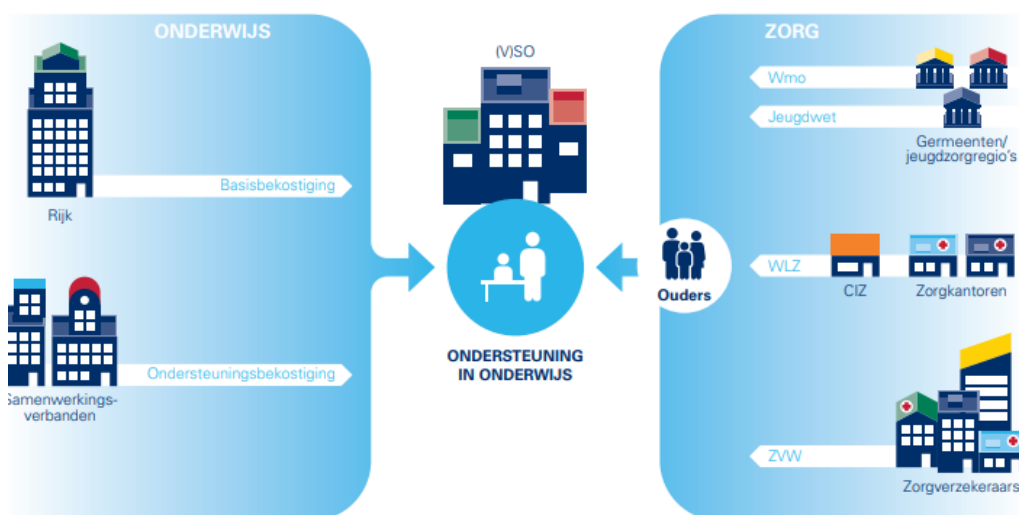 ONDERWIJS
Rijk
Basisbekostiging
Samenwerkings-
verbanden
Ondersteuningsbekostiging
(V)SO
ONDERSTEUNING
IN ONDERWIJS
Ouders
ZORG
Wmo
Jeugdwet
Germeenten/
jeugdzorgregio's
WLZ
CIZ
Zorgkantoren
ZVW
Zorgverzekeraars